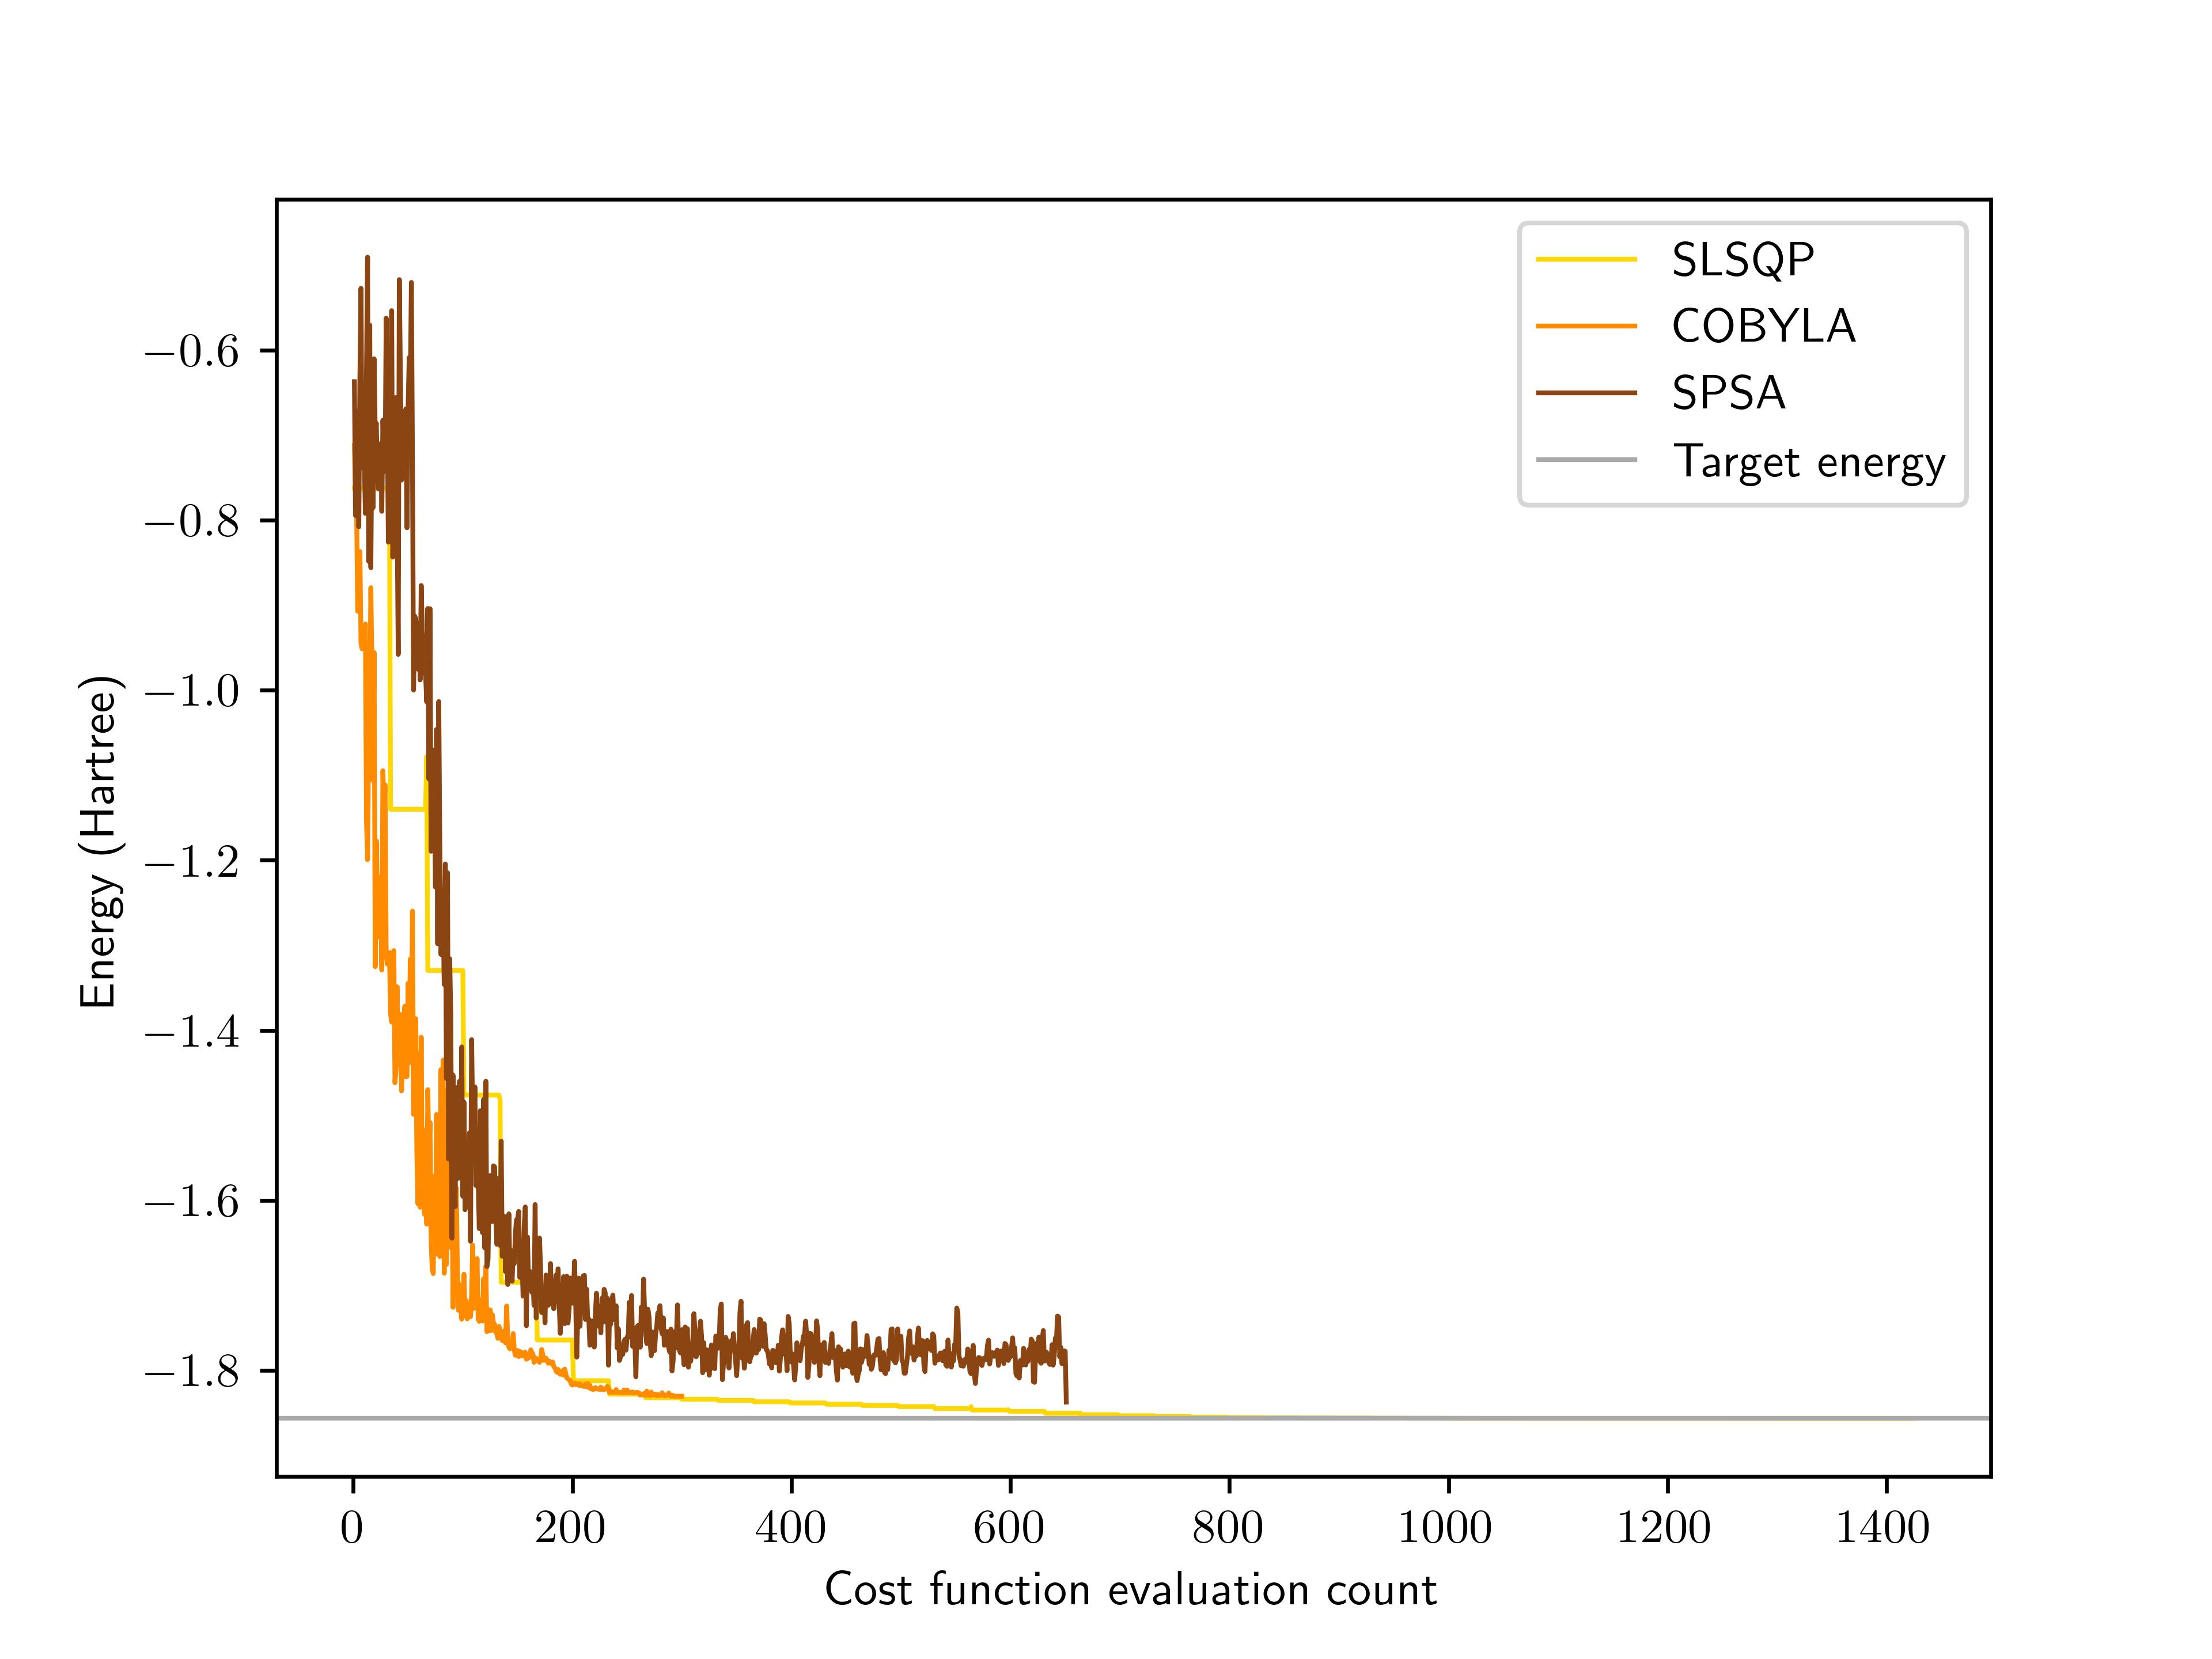 SLSQP
COBYLA
SPSA
Target energy
−0.6
−0.8
−1.0
−1.2
−1.4
−1.6
−1.8
Energy (Hartree)
0 200 400 600 800 1000 1200 1400
Cost function evaluation count